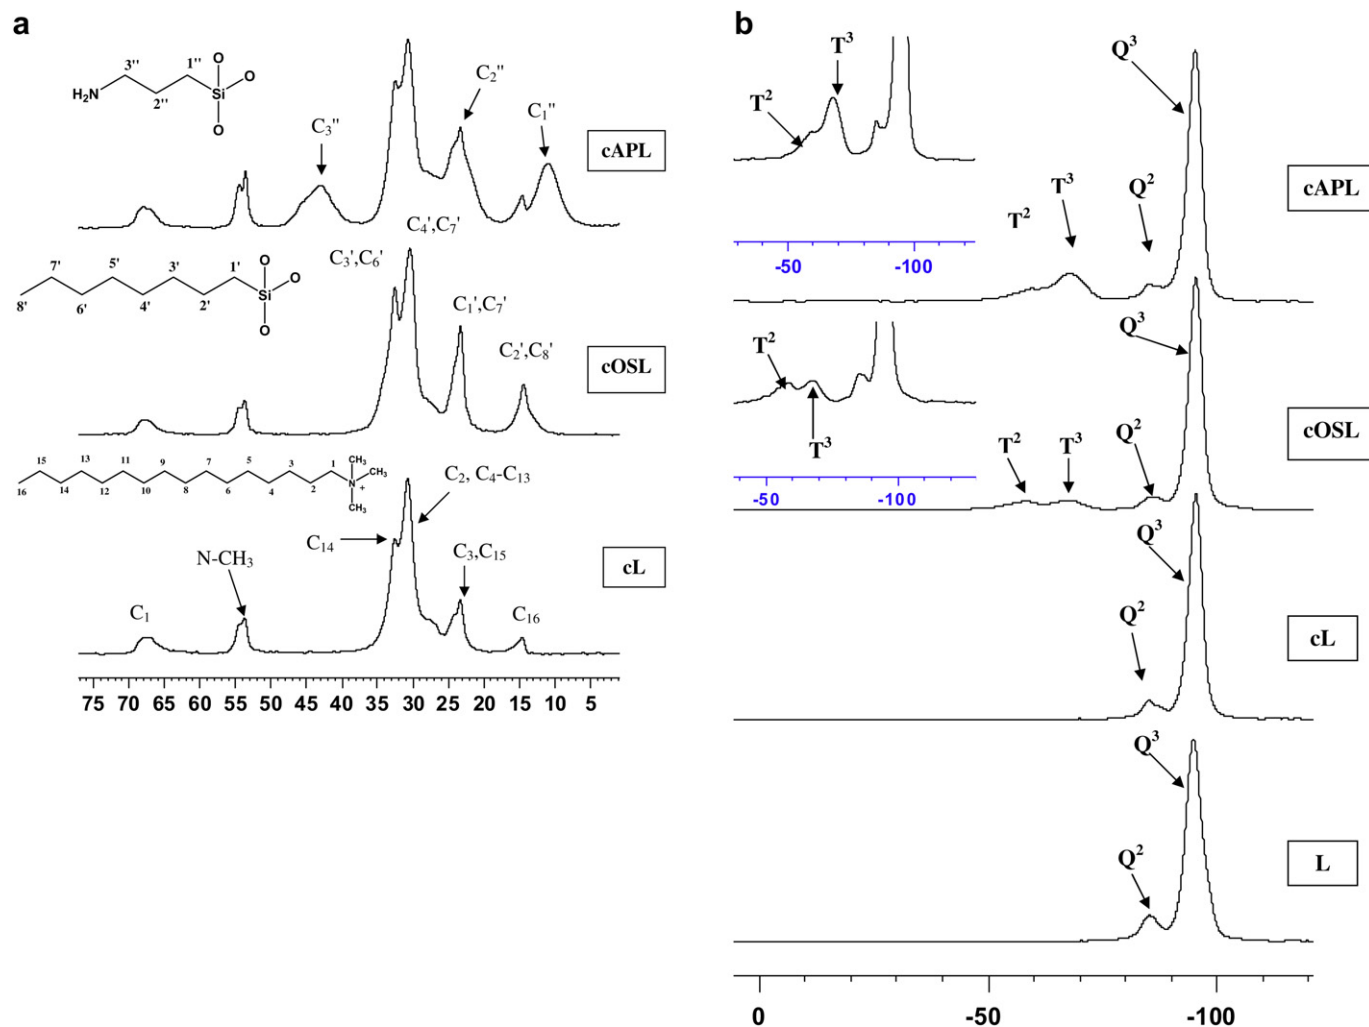 a
3'' 1''
H₂N 2'' Si O O O
C₃''
C₂''
C₁''
cAPL
C₄',C₇'
C₃',C₆'
7' 5' 3' 1'
8' 6' 4' 2' Si O O O
C₁',C₇'
C₂',C₈'
cOSL
15 13 11 9 7 5 3 1 CH₃
16 14 12 10 8 6 4 2 N⁺ CH₃
CH₃
C₂, C₄-C₁₃
C₁₄
N-CH₃
C₃,C₁₅
C₁
C₁₆
cL
75 70 65 60 55 50 45 40 35 30 25 20 15 10 5
b
T³
T²
Q³
-50 -100
T³
T²
Q²
cAPL
T²
T³
-50 -100
Q³
T² T³ Q²
cOSL
Q³
Q²
cL
Q³
Q²
L
0 -50 -100